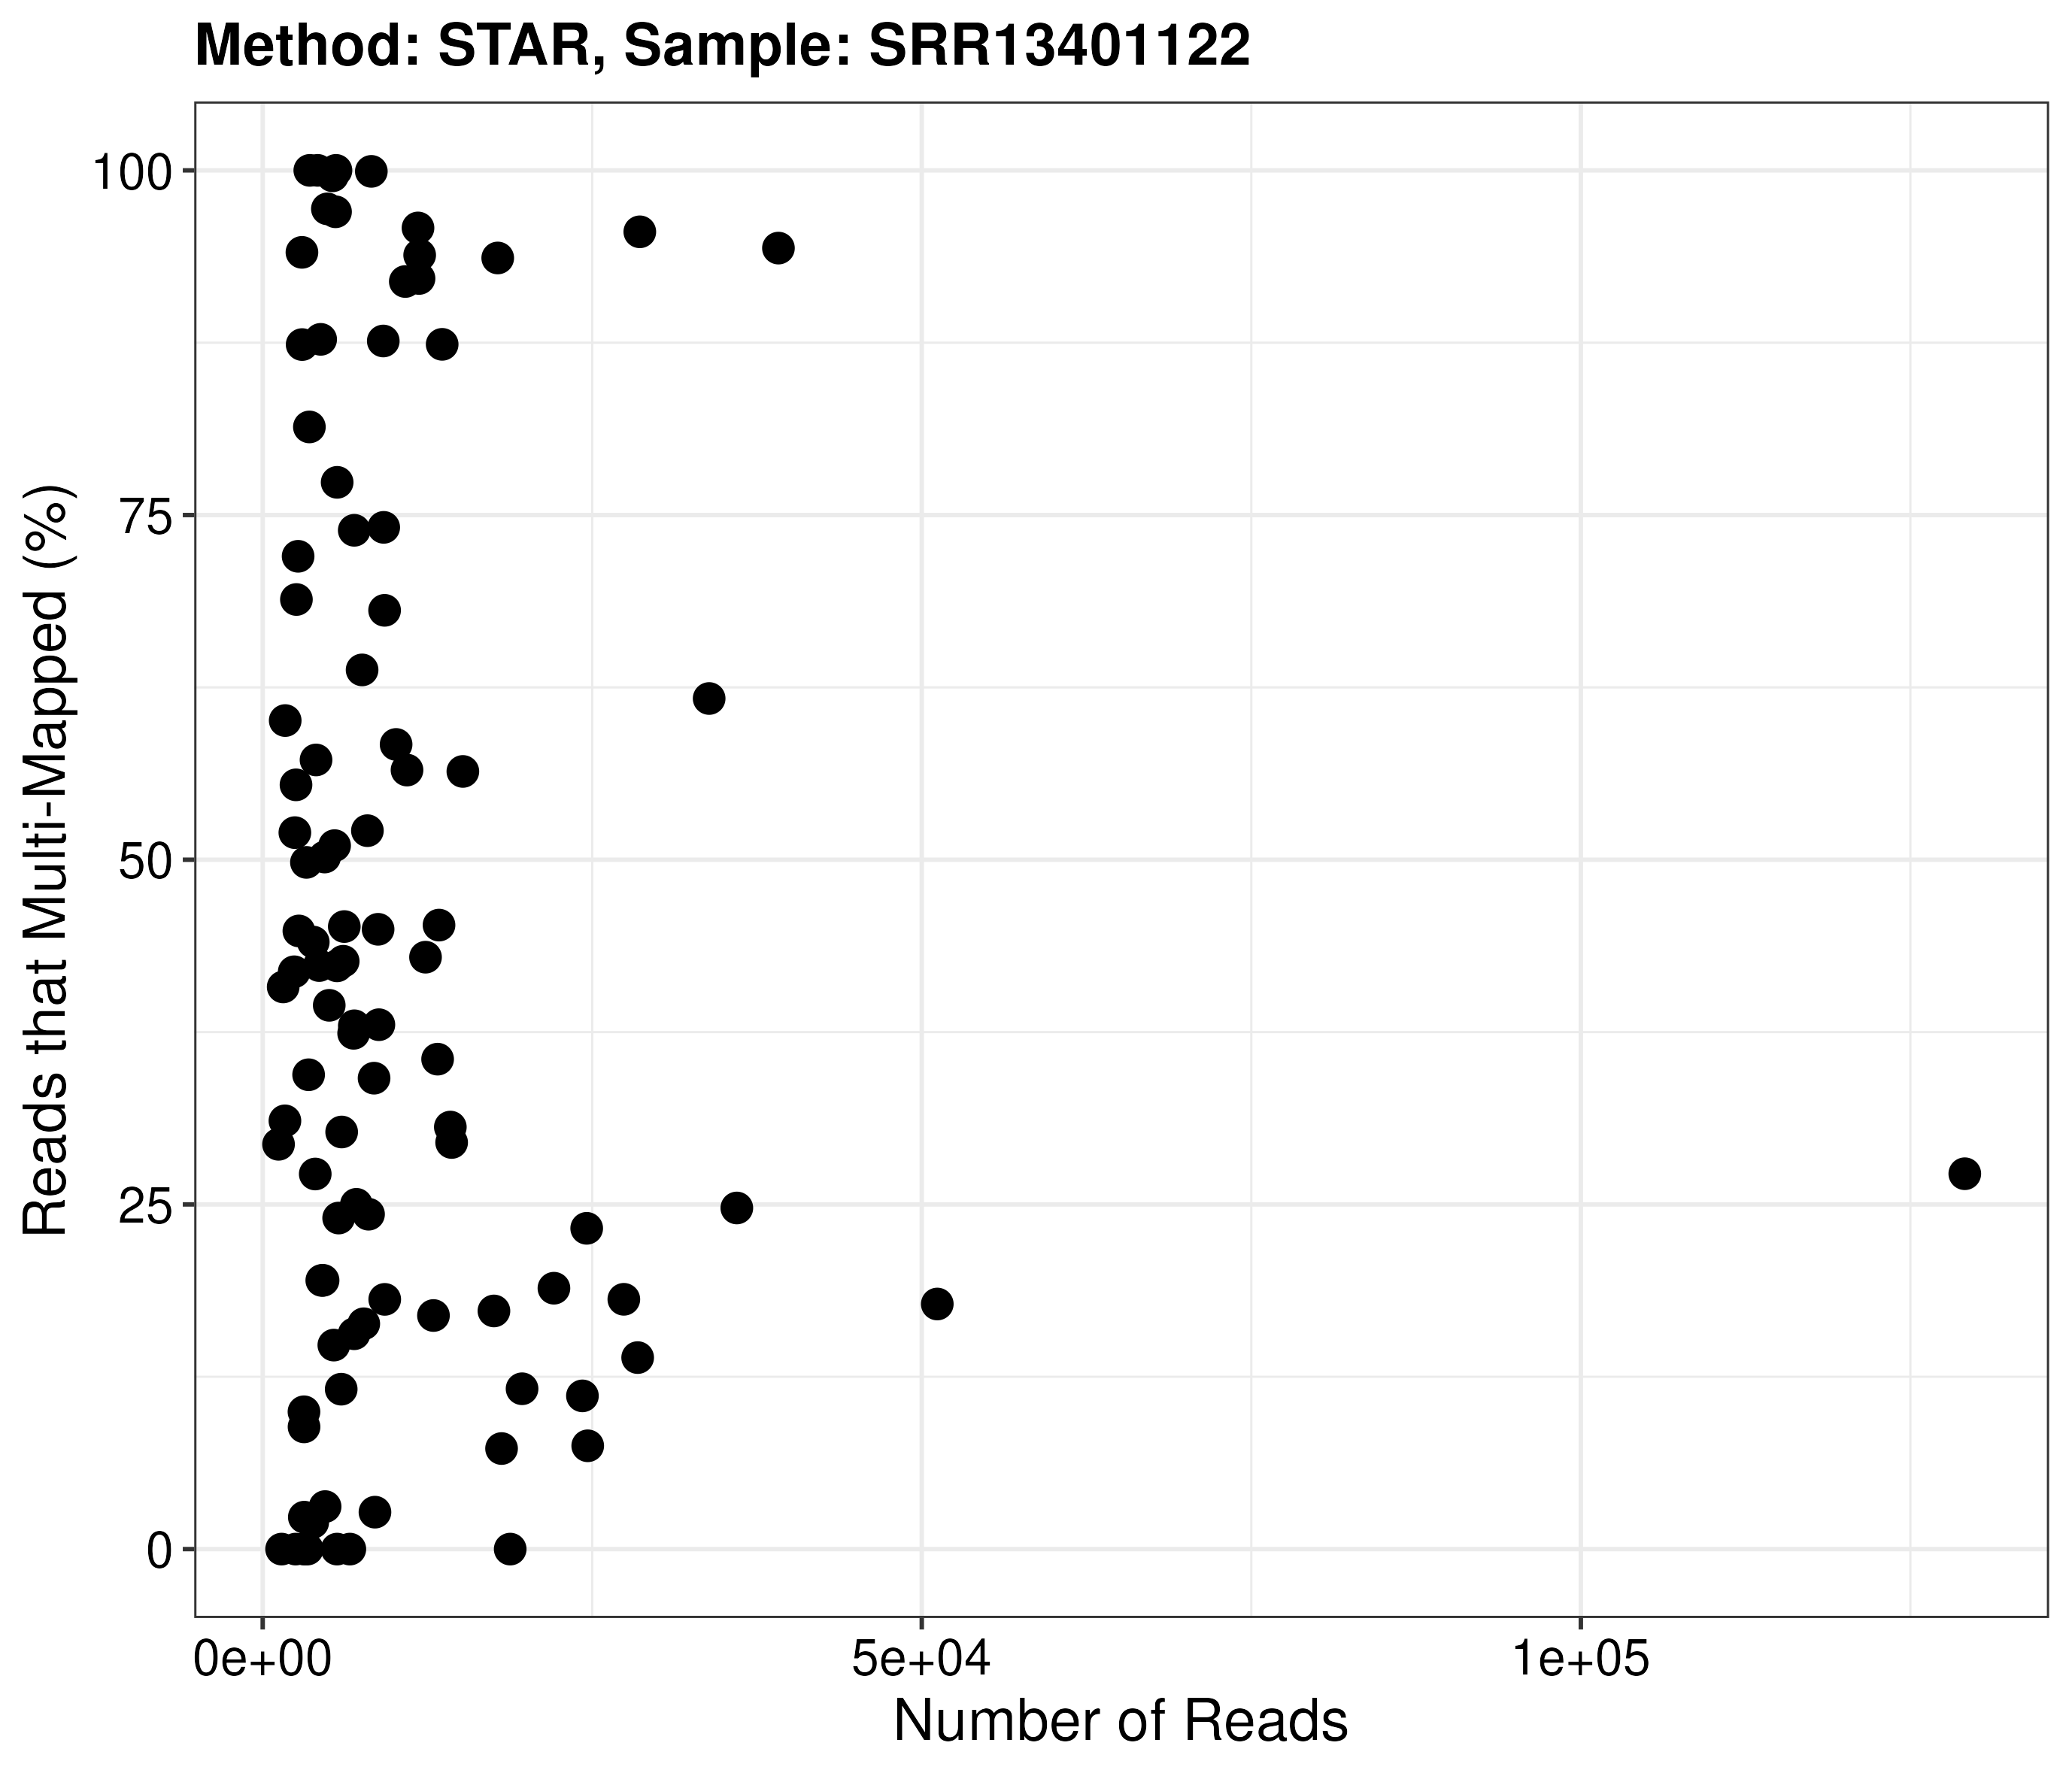 Method: STAR, Sample: SRR13401122
Reads that Multi-Mapped (%)
100
75
50
25
0
0e+00 5e+04 1e+05
Number of Reads